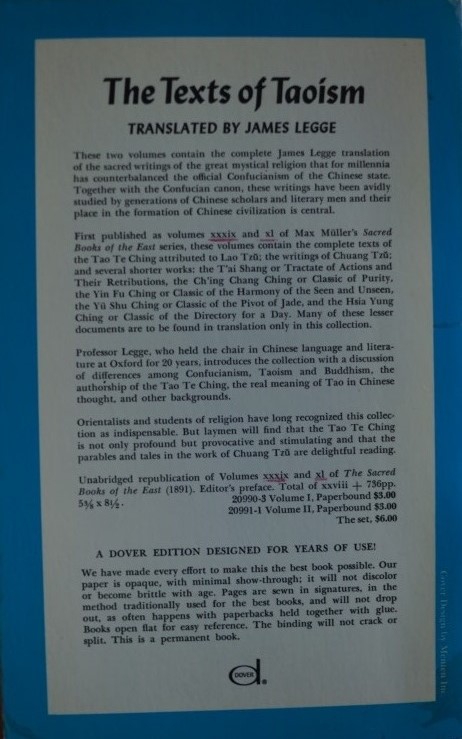 The Texts of Taoism
TRANSLATED BY JAMES LEGGE
These two volumes contain the complete James Legge translation
of the sacred writings of the great mystical religion that for millennia
has counterbalanced the official Confucianism of the Chinese state.
Together with the Confucian canon, these writings have been avidly
studied by generations of Chinese scholars and literary men and their
place in the formation of Chinese civilization is central.
First published as volumes xxxix and xl of Max Müller's Sacred
Books of the East series, these volumes contain the complete texts of
the Tao Te Ching attributed to Lao Tzŭ; the writings of Chuang Tzŭ;
and several shorter works: the T'ai Shang or Tractate of Actions and
Their Retributions, the Ch'ing Chang Ching or Classic of Purity,
the Yin Fu Ching or Classic of the Harmony of the Seen and Unseen,
the Yü Shu Ching or Classic of the Pivot of Jade, and the Hsia Yung
Ching or Classic of the Directory for a Day. Many of these lesser
documents are to be found in translation only in this collection.
Professor Legge, who held the chair in Chinese language and litera-
ture at Oxford for 20 years, introduces the collection with a discussion
of differences among Confucianism, Taoism and Buddhism, the
authorship of the Tao Te Ching, the real meaning of Tao in Chinese
thought, and other backgrounds.
Orientalists and students of religion have long recognized this collec-
tion as indispensable. But laymen will find that the Tao Te Ching
is not only profound but provocative and stimulating and that the
parables and tales in the work of Chuang Tzŭ are delightful reading.
Unabridged republication of Volumes xxxix and xl of The Sacred
Books of the East (1891). Editor's preface. Total of xxviii + 736pp.
5⅜ x 8½. 20990-3 Volume I, Paperbound $3.00
20991-1 Volume II, Paperbound $3.00
The set, $6.00
A DOVER EDITION DESIGNED FOR YEARS OF USE!
We have made every effort to make this the best book possible. Our
paper is opaque, with minimal show-through; it will not discolor
or become brittle with age. Pages are sewn in signatures, in the
method traditionally used for the best books, and will not drop
out, as often happens with paperbacks held together with glue.
Books open flat for easy reference. The binding will not crack or
split. This is a permanent book.
DOVER
Cover Design by